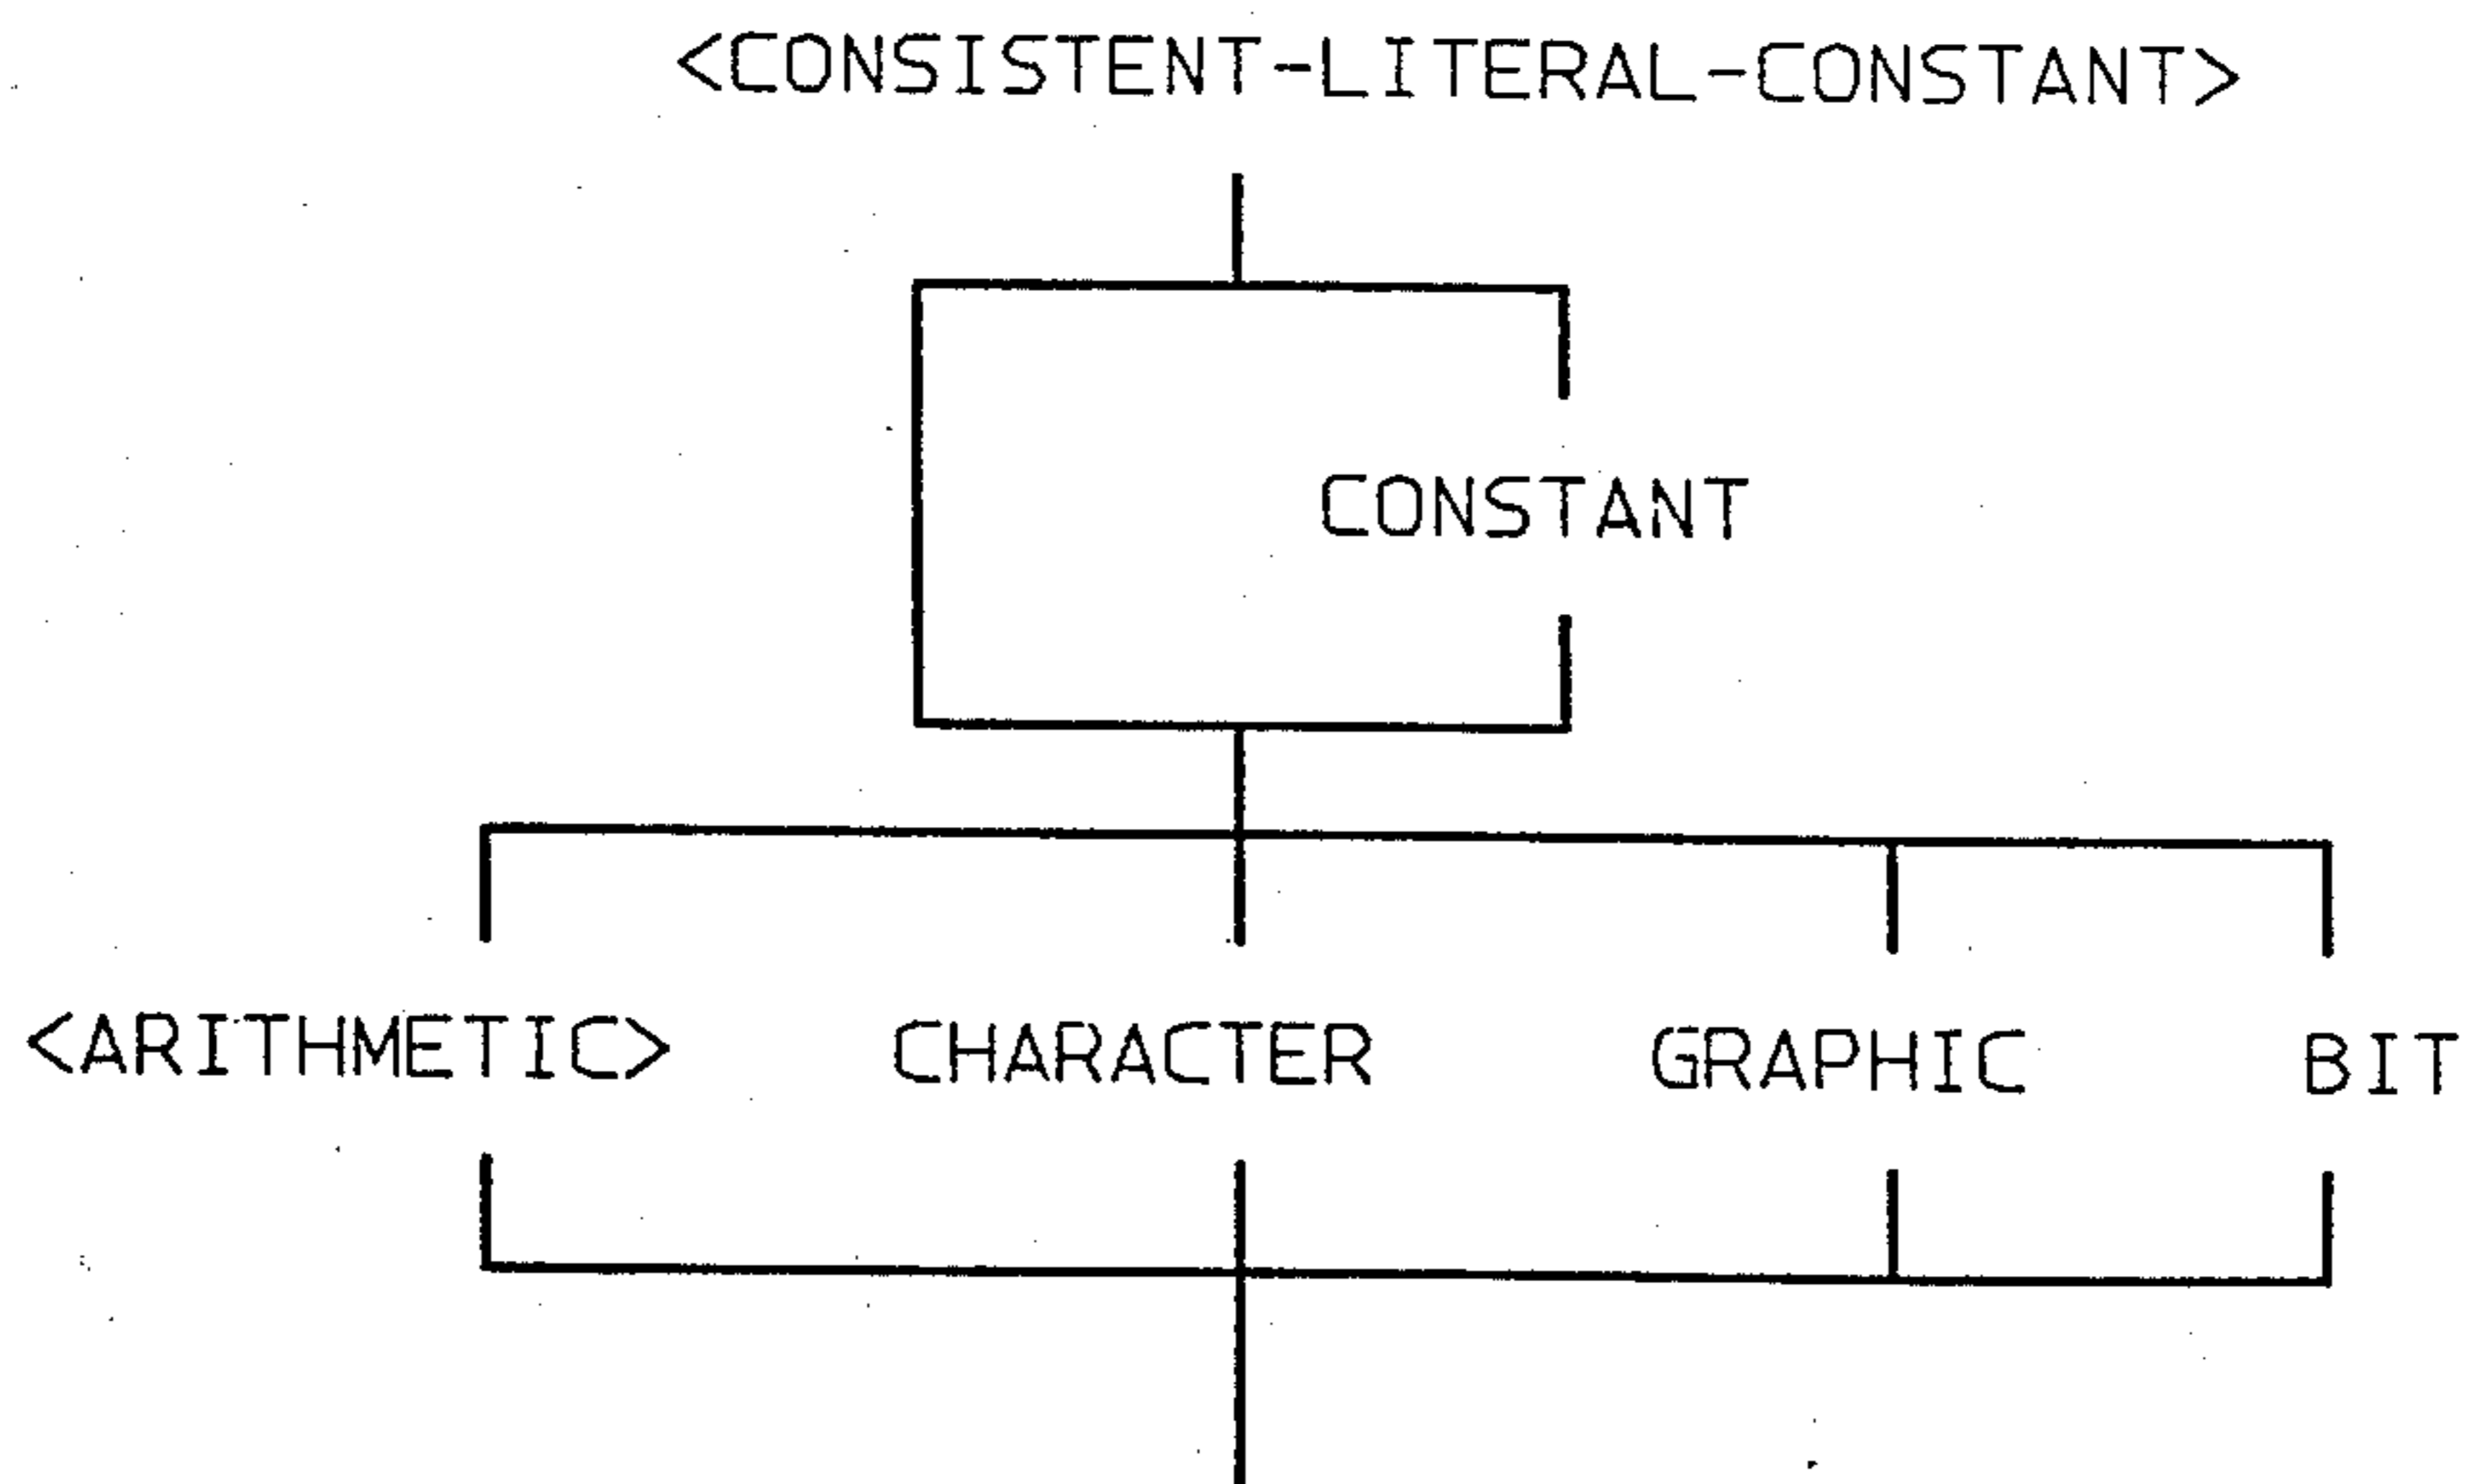 <CONSISTENT-LITERAL-CONSTANT>
CONSTANT
<ARITHMETIC> CHARACTER GRAPHIC BIT